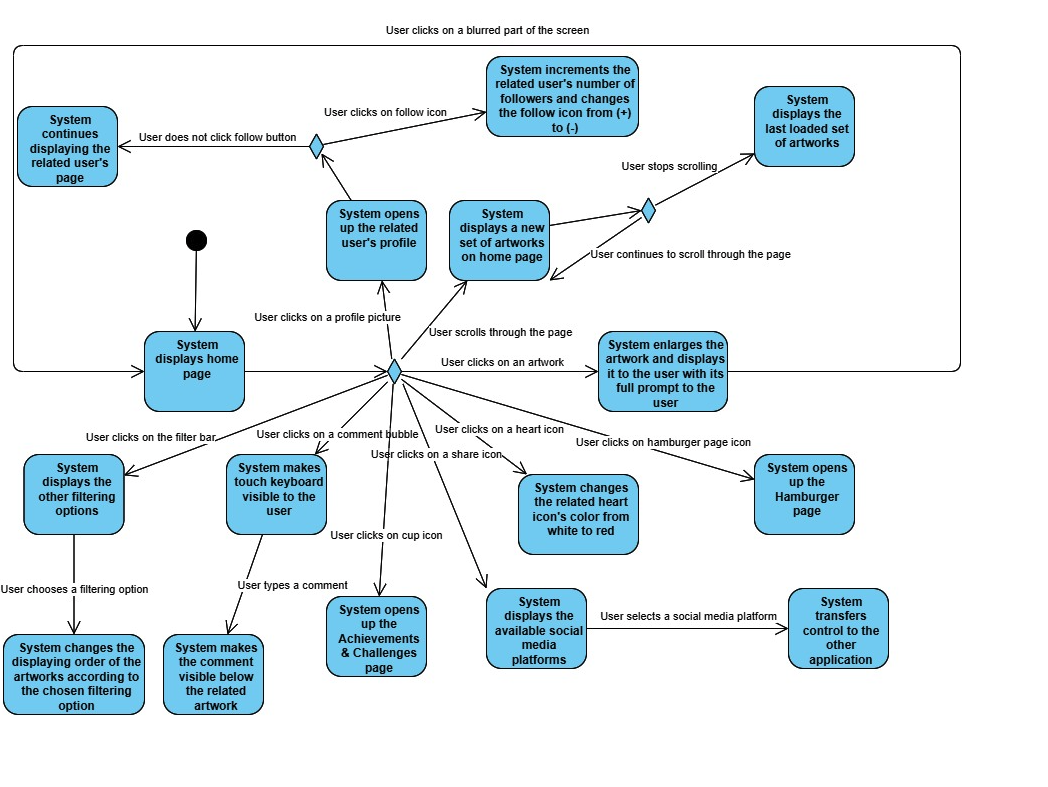 User clicks on a blurred part of the screen
System increments the
related user's number of
followers and changes
the follow icon from (+)
to (-)
System
displays the
last loaded set
of artworks
System
continues
displaying the
related user's
page
User clicks on follow icon
User does not click follow button
User stops scrolling
System opens
up the related
user's profile
System
displays a new
set of artworks
on home page
User continues to scroll through the page
User clicks on a profile picture
User scrolls through the page
System
displays home
page
User clicks on an artwork
System enlarges the
artwork and displays
it to the user with its
full prompt to the
user
User clicks on the filter bar
User clicks on a comment bubble
User clicks on a heart icon
User clicks on hamburger page icon
User clicks on a share icon
System
displays the
other filtering
options
System makes
touch keyboard
visible to the
user
System changes
the related heart
icon's color from
white to red
System opens
up the
Hamburger
page
User clicks on cup icon
User chooses a filtering option
User types a comment
System changes the
displaying order of the
artworks according to
the chosen filtering
option
System makes
the comment
visible below
the related
artwork
System opens
up the
Achievements
& Challenges
page
System
displays the
available social
media
platforms
User selects a social media platform
System
transfers
control to the
other
application